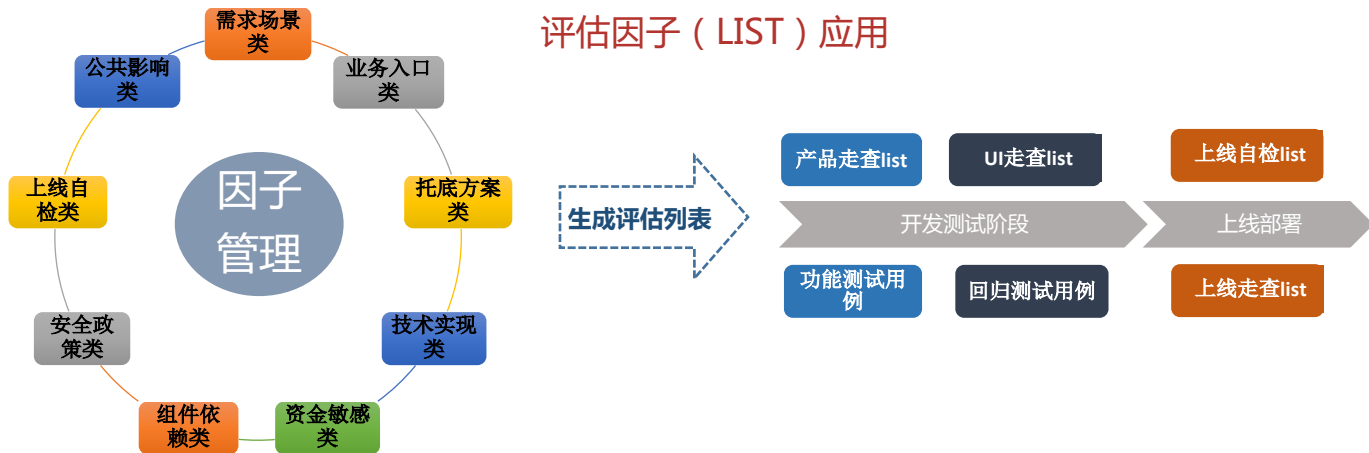 评估因子（LIST）应用
需求场景
类
业务入口
类
托底方案
类
技术实现
类
资金敏感
类
组件依
赖类
安全政
策类
上线自
检类
公共影响
类
因子
管理
生成评估列表
产品走查list
UI走查list
上线自检list
开发测试阶段
上线部署
功能测试用
例
回归测试用例
上线走查list